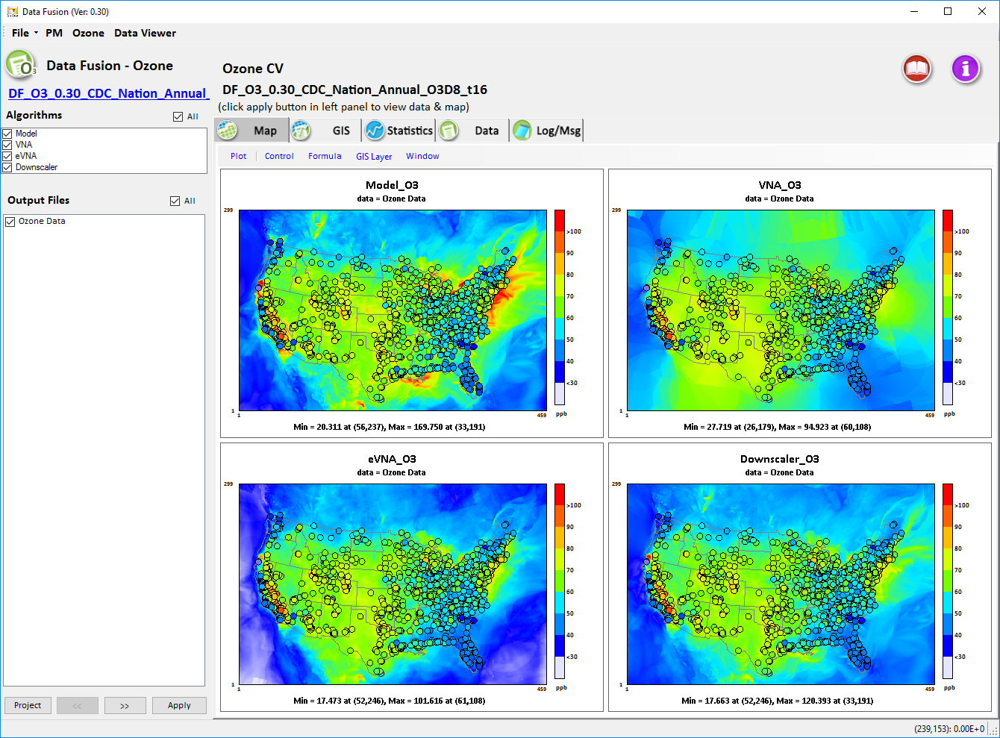 Data Fusion (Ver: 0.30)
File PM Ozone Data Viewer
Data Fusion - Ozone
DF_O3_0.30_CDC_Nation_Annual_
Algorithms
All
Model
VNA
eVNA
Downscaler
Output Files
All
Ozone Data
Project << >> Apply
Ozone CV
DF_O3_0.30_CDC_Nation_Annual_O3D8_t16
(click apply button in left panel to view data & map)
Map GIS Statistics Data Log/Msg
Plot Control Formula GIS Layer Window
Model_O3
data = Ozone Data
299
1
1
459
>100
90
80
70
60
50
40
<30
ppb
Min = 20.311 at (56,237), Max = 169.750 at (33,191)
VNA_O3
data = Ozone Data
299
1
1
459
>100
90
80
70
60
50
40
<30
ppb
Min = 27.719 at (26,179), Max = 94.923 at (60,108)
eVNA_O3
data = Ozone Data
299
1
1
459
>100
90
80
70
60
50
40
<30
ppb
Min = 17.473 at (52,246), Max = 101.616 at (61,108)
Downscaler_O3
data = Ozone Data
299
1
1
459
>100
90
80
70
60
50
40
<30
ppb
Min = 17.663 at (52,246), Max = 120.393 at (33,191)
(239,153): 0.00E+0